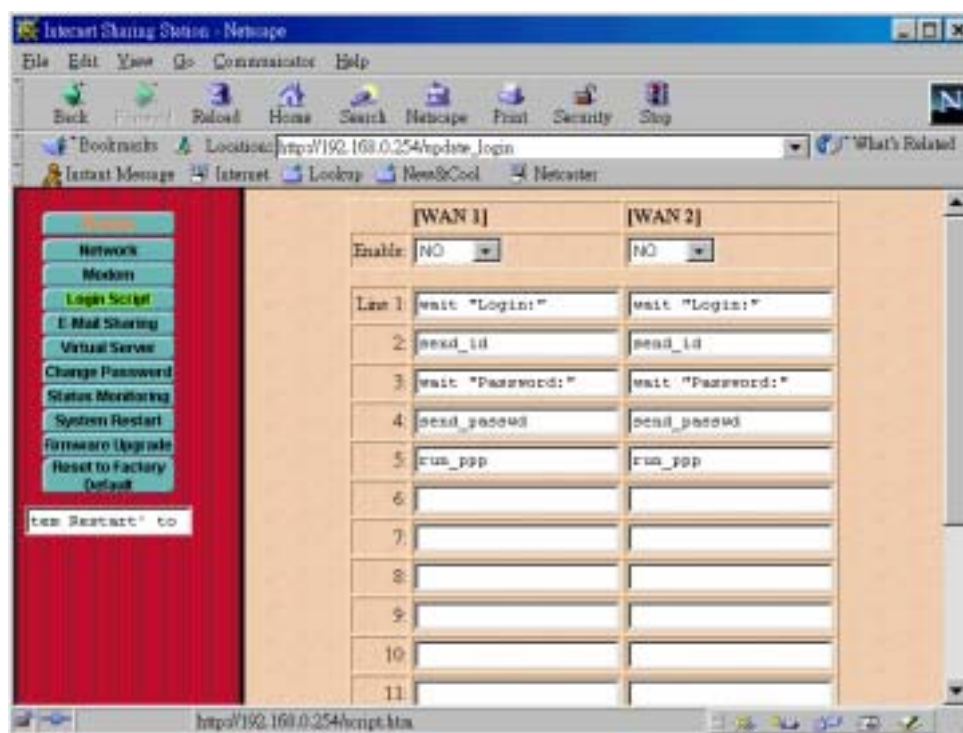 Internet Sharing Station - Netscape
File Edit View Go Communicator Help
Back Forward Reload Home Search Netscape Print Security Stop
Bookmarks Location: http://192.168.0.254/update_login What's Related
Instant Message Internet Lookup New&Cool Netcaster
[WAN 1] [WAN 2]
Enable: NO NO
Network
Modem
Login Script
E-Mail Sharing
Virtual Server
Change Password
Status Monitoring
System Restart
Firmware Upgrade
Reset to Factory
Default
tem Restart' to
Line 1: wait "Login:" wait "Login:"
2: send_id send_id
3: wait "Password:" wait "Password:"
4: send_passwd send_passwd
5: run_ppp run_ppp
6:
7:
8:
9:
10:
11:
http://192.168.0.254/script.htm